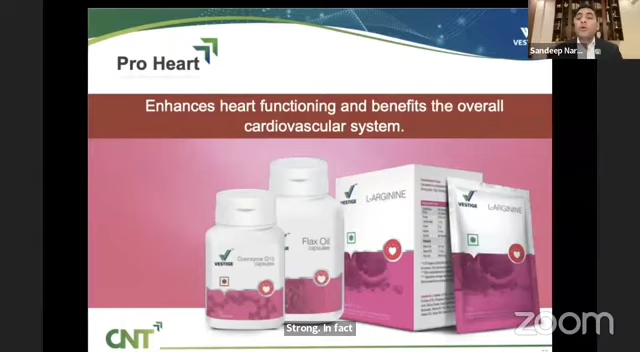 Pro Heart
VEST
Sandeep Nar...
Enhances heart functioning and benefits the overall
cardiovascular system.
VESTIGE
L-ARGININE
VESTIGE
L-ARGININE
Flax Oil
capsules
VESTIGE
Coenzyme Q10
capsules
Strong. In fact
CNT
zoom